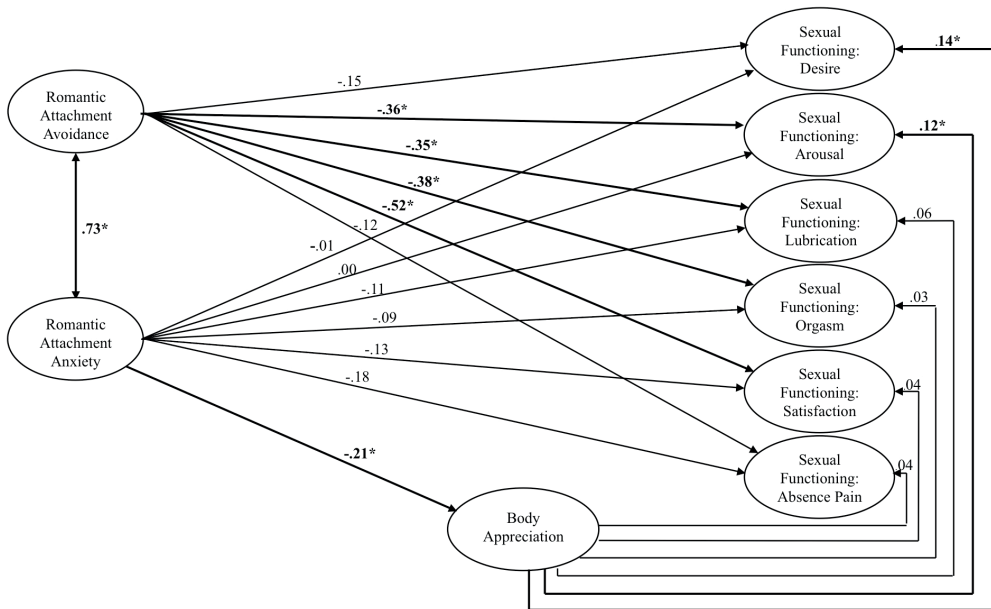 Sexual
Functioning:
Desire
.14*
-.15
Romantic
Attachment
Avoidance
-.36*
Sexual
Functioning:
Arousal
.12*
-.35*
-.38*
-.52*
-.12
Sexual
Functioning:
Lubrication
.06
.73*
-.01
.00
-.11
-.09
Sexual
Functioning:
Orgasm
.03
Romantic
Attachment
Anxiety
-.13
-.18
Sexual
Functioning:
Satisfaction
.04
-.21*
Sexual
Functioning:
Absence Pain
.04
Body
Appreciation